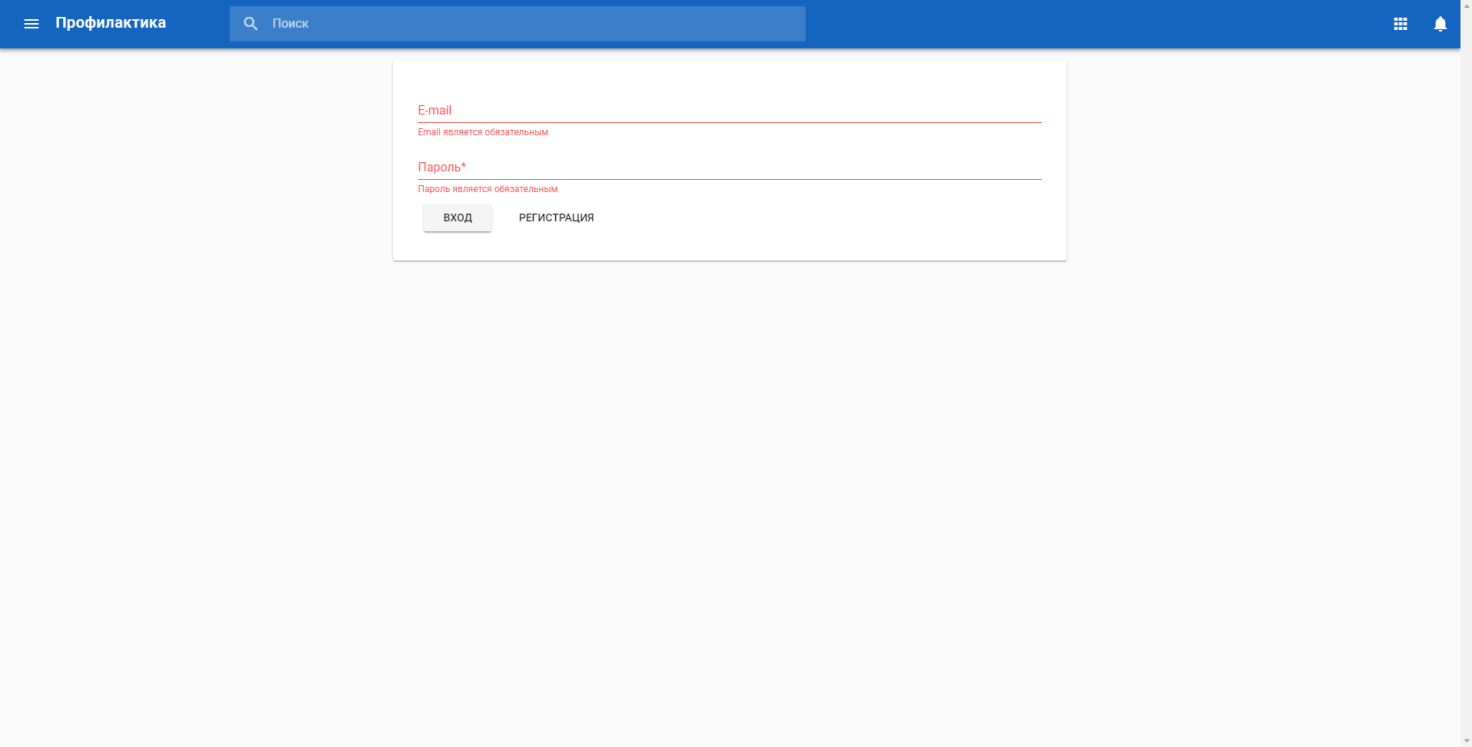 Профилактика
Поиск
E-mail
Email является обязательным
Пароль*
Пароль является обязательным
ВХОД
РЕГИСТРАЦИЯ